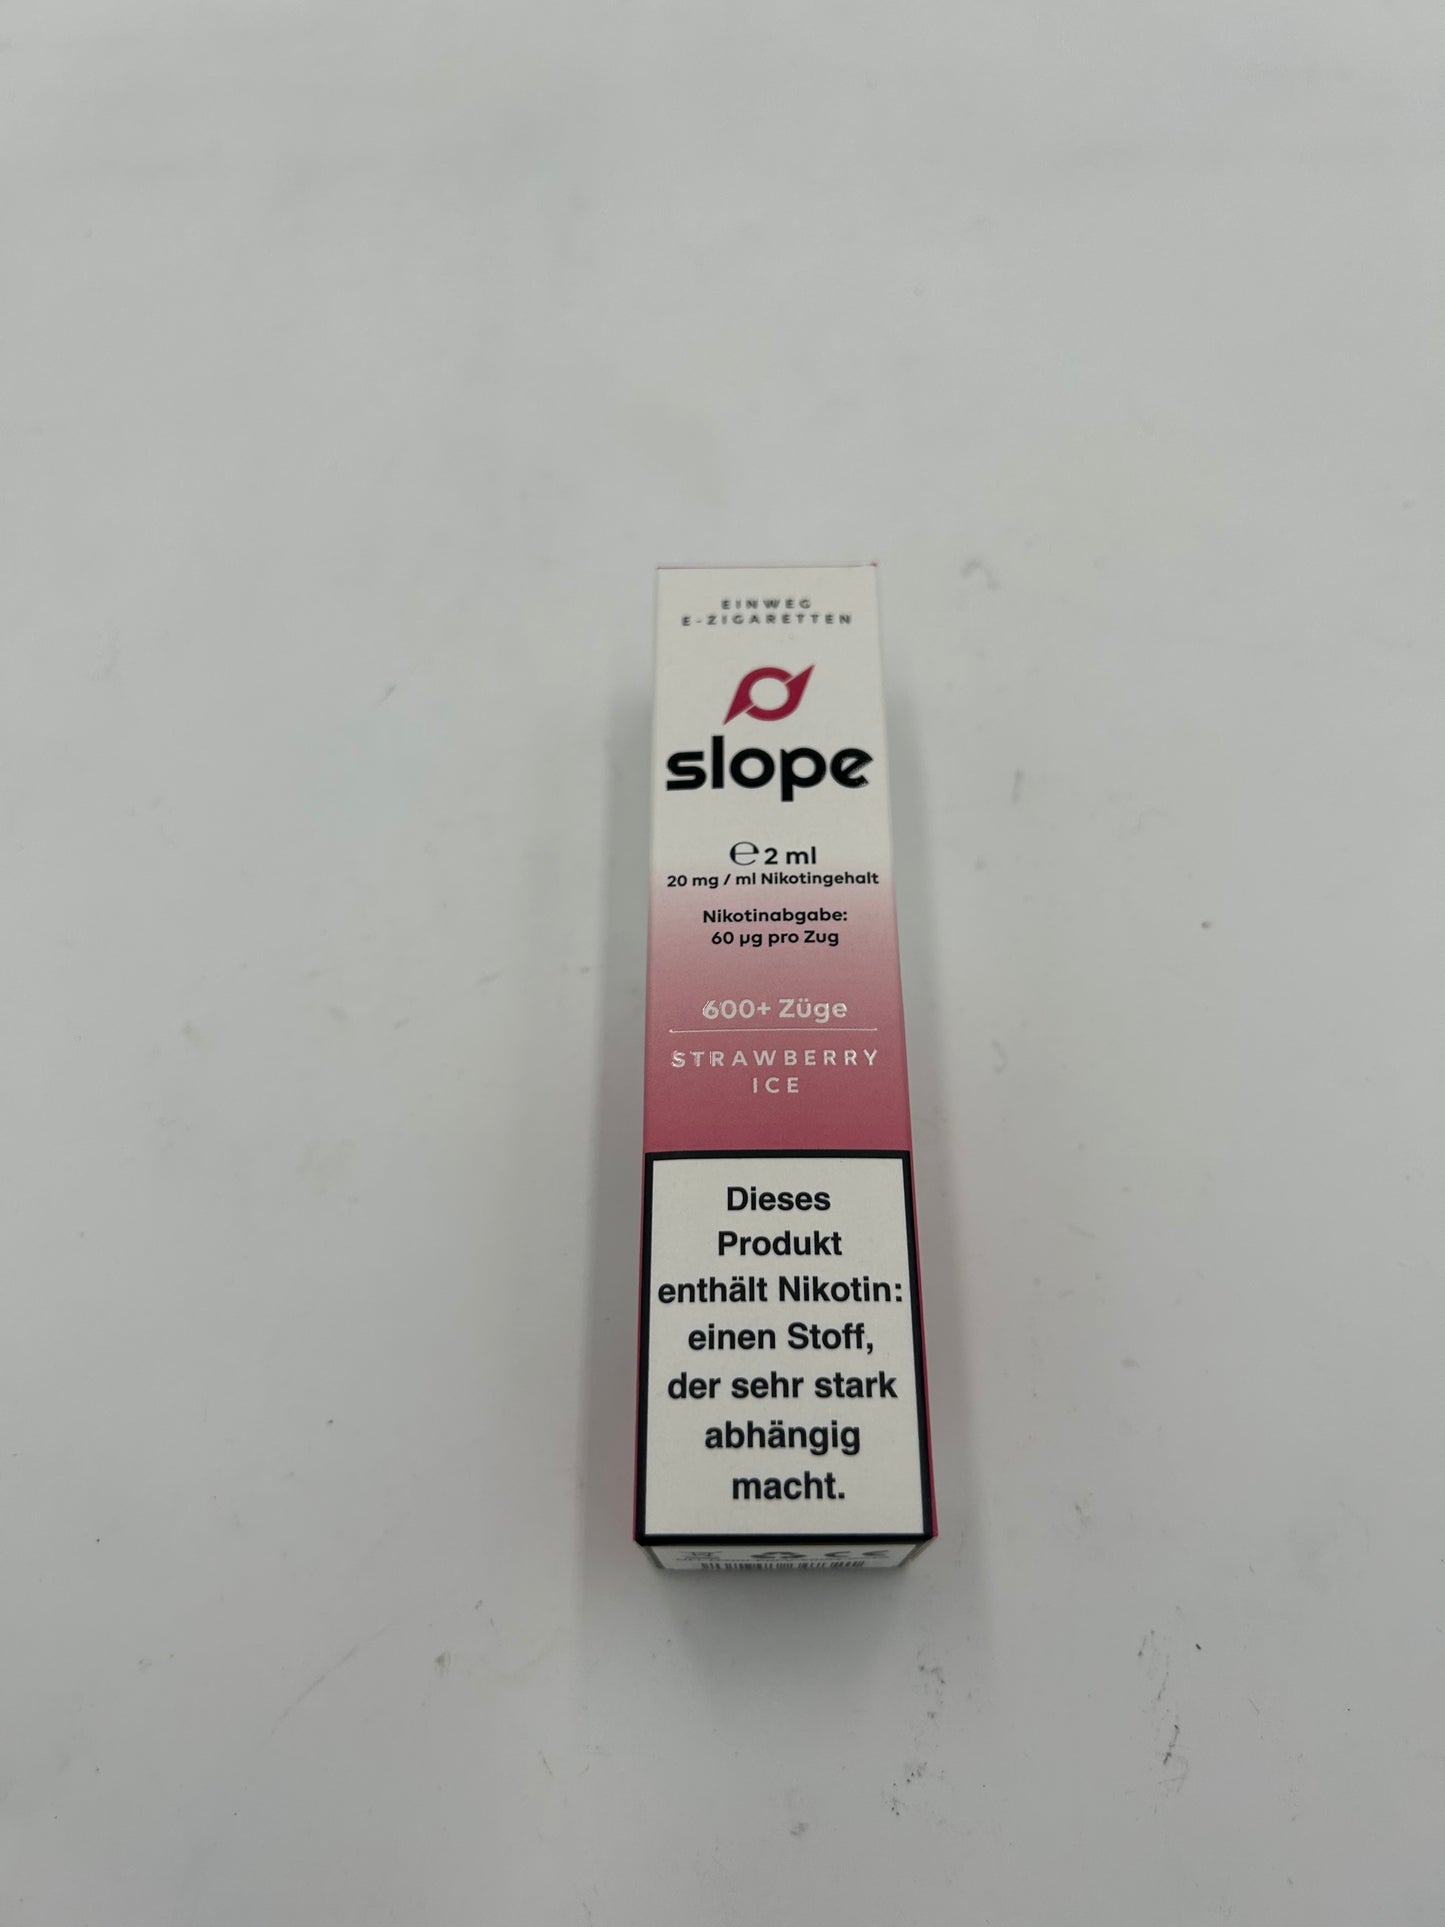 EINWEG
E-ZIGARETTEN
slope
℮ 2 ml
20 mg / ml Nikotingehalt
Nikotinabgabe:
60 µg pro Zug
600+ Züge
STRAWBERRY
ICE
Dieses
Produkt
enthält Nikotin:
einen Stoff,
der sehr stark
abhängig
macht.
CE